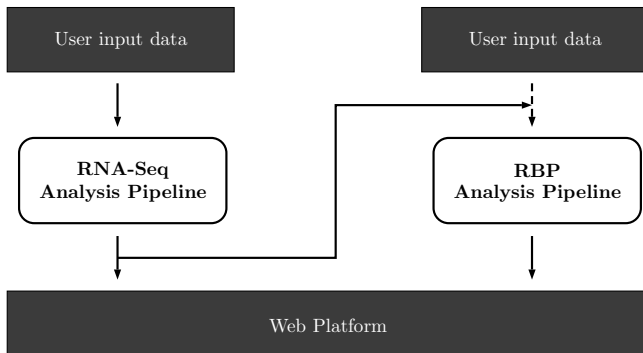 User input data
User input data
RNA-Seq
Analysis Pipeline
RBP
Analysis Pipeline
Web Platform